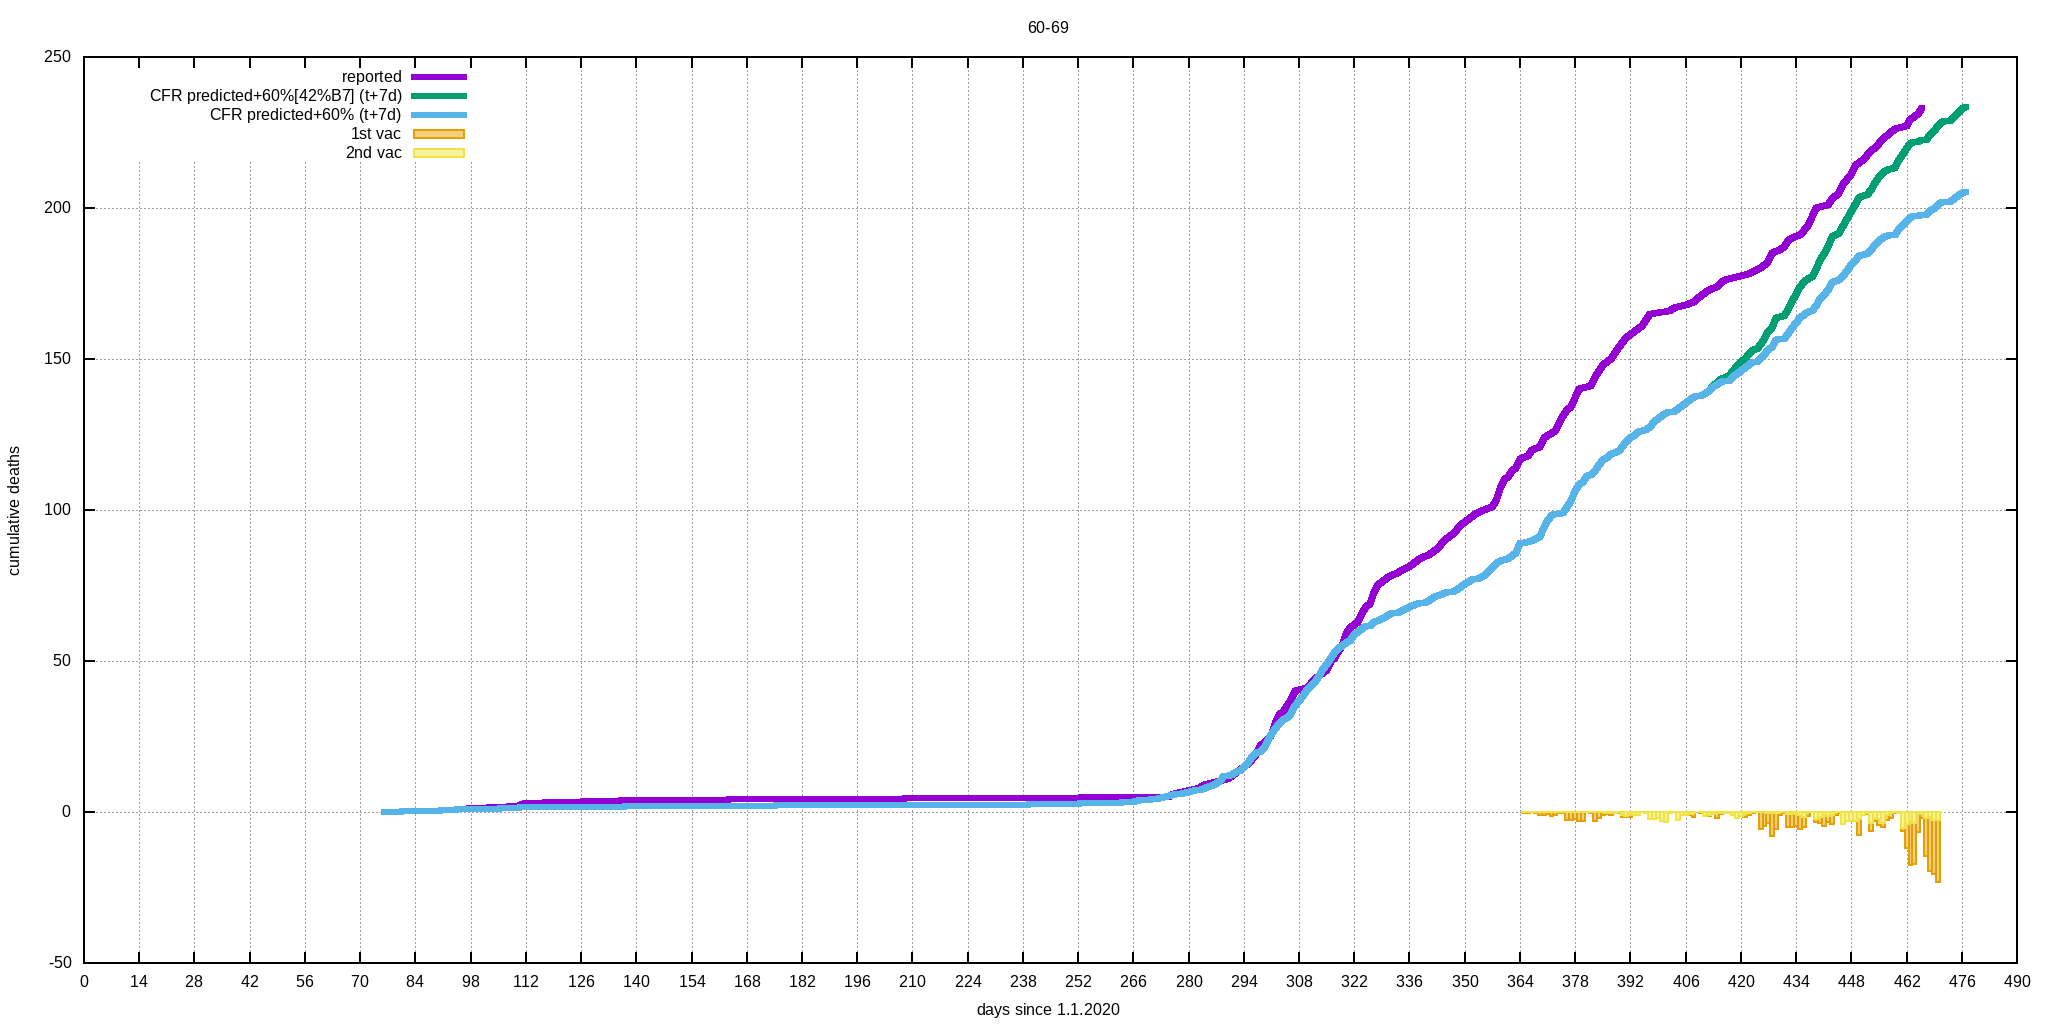 60-69
250
200
150
100
50
0
-50
cumulative deaths
reported
CFR predicted+60%[42%B7] (t+7d)
CFR predicted+60% (t+7d)
1st vac
2nd vac
0 14 28 42 56 70 84 98 112 126 140 154 168 182 196 210 224 238 252 266 280 294 308 322 336 350 364 378 392 406 420 434 448 462 476 490
days since 1.1.2020